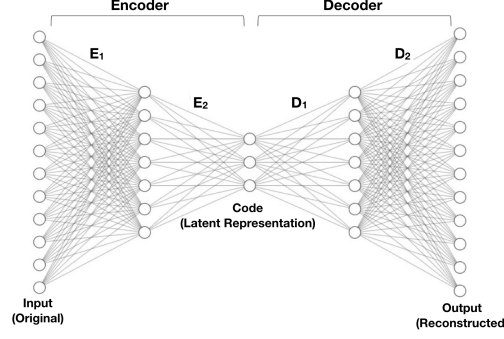 Encoder
Decoder
E₁
D₂
E₂
D₁
Code
(Latent Representation)
Input
(Original)
Output
(Reconstructed